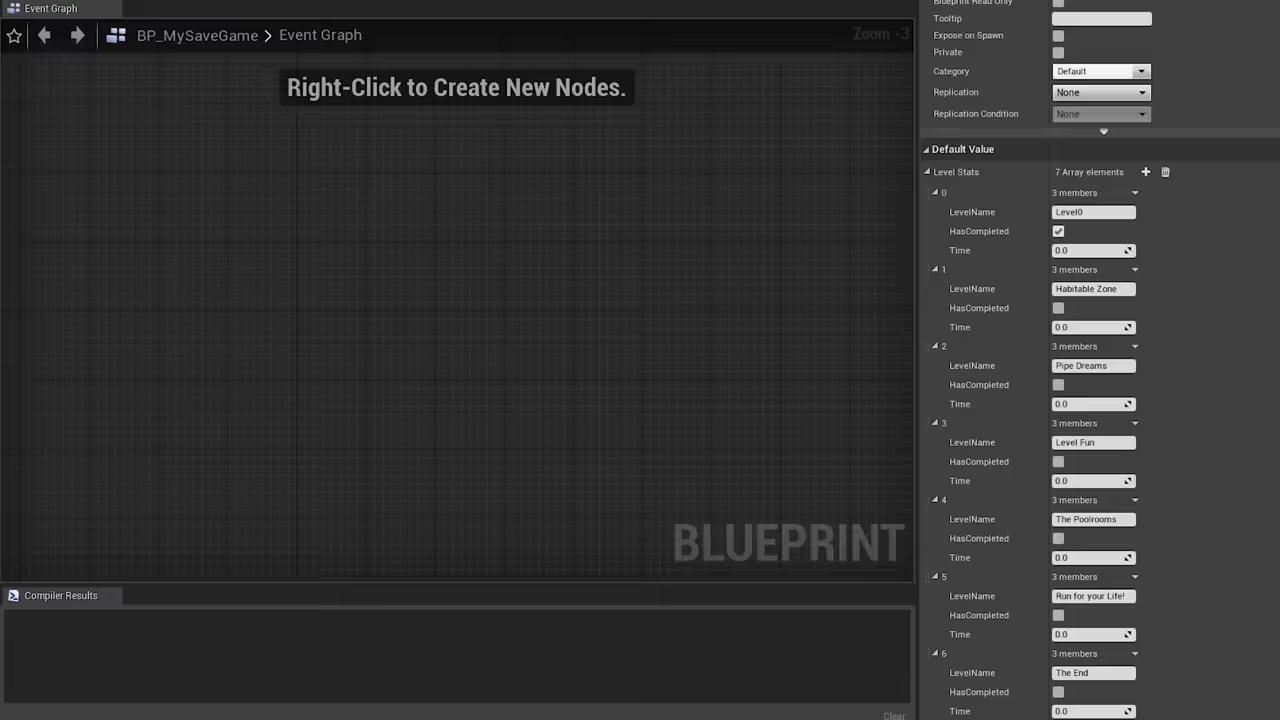 Event Graph
BP_MySaveGame > Event Graph
Zoom -3
Right-Click to Create New Nodes.
BLUEPRINT
Compiler Results
Clear
Blueprint Read Only
Tooltip
Expose on Spawn
Private
Category Default
Replication None
Replication Condition None
Default Value
Level Stats 7 Array elements
0 3 members
LevelName Level0
HasCompleted
Time 0.0
1 3 members
LevelName Habitable Zone
HasCompleted
Time 0.0
2 3 members
LevelName Pipe Dreams
HasCompleted
Time 0.0
3 3 members
LevelName Level Fun
HasCompleted
Time 0.0
4 3 members
LevelName The Poolrooms
HasCompleted
Time 0.0
5 3 members
LevelName Run for your Life!
HasCompleted
Time 0.0
6 3 members
LevelName The End
HasCompleted
Time 0.0